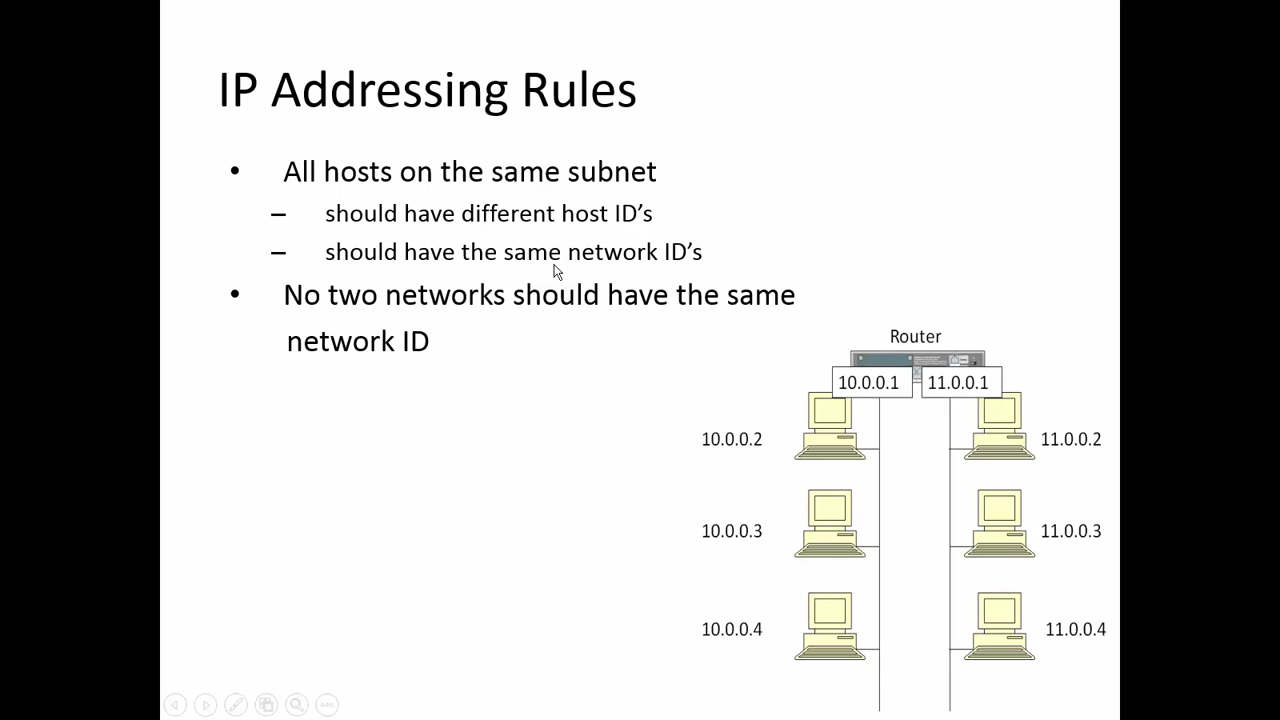 IP Addressing Rules
• All hosts on the same subnet
– should have different host ID’s
– should have the same network ID’s
• No two networks should have the same
network ID
Router
10.0.0.1 11.0.0.1
10.0.0.2 11.0.0.2
10.0.0.3 11.0.0.3
10.0.0.4 11.0.0.4